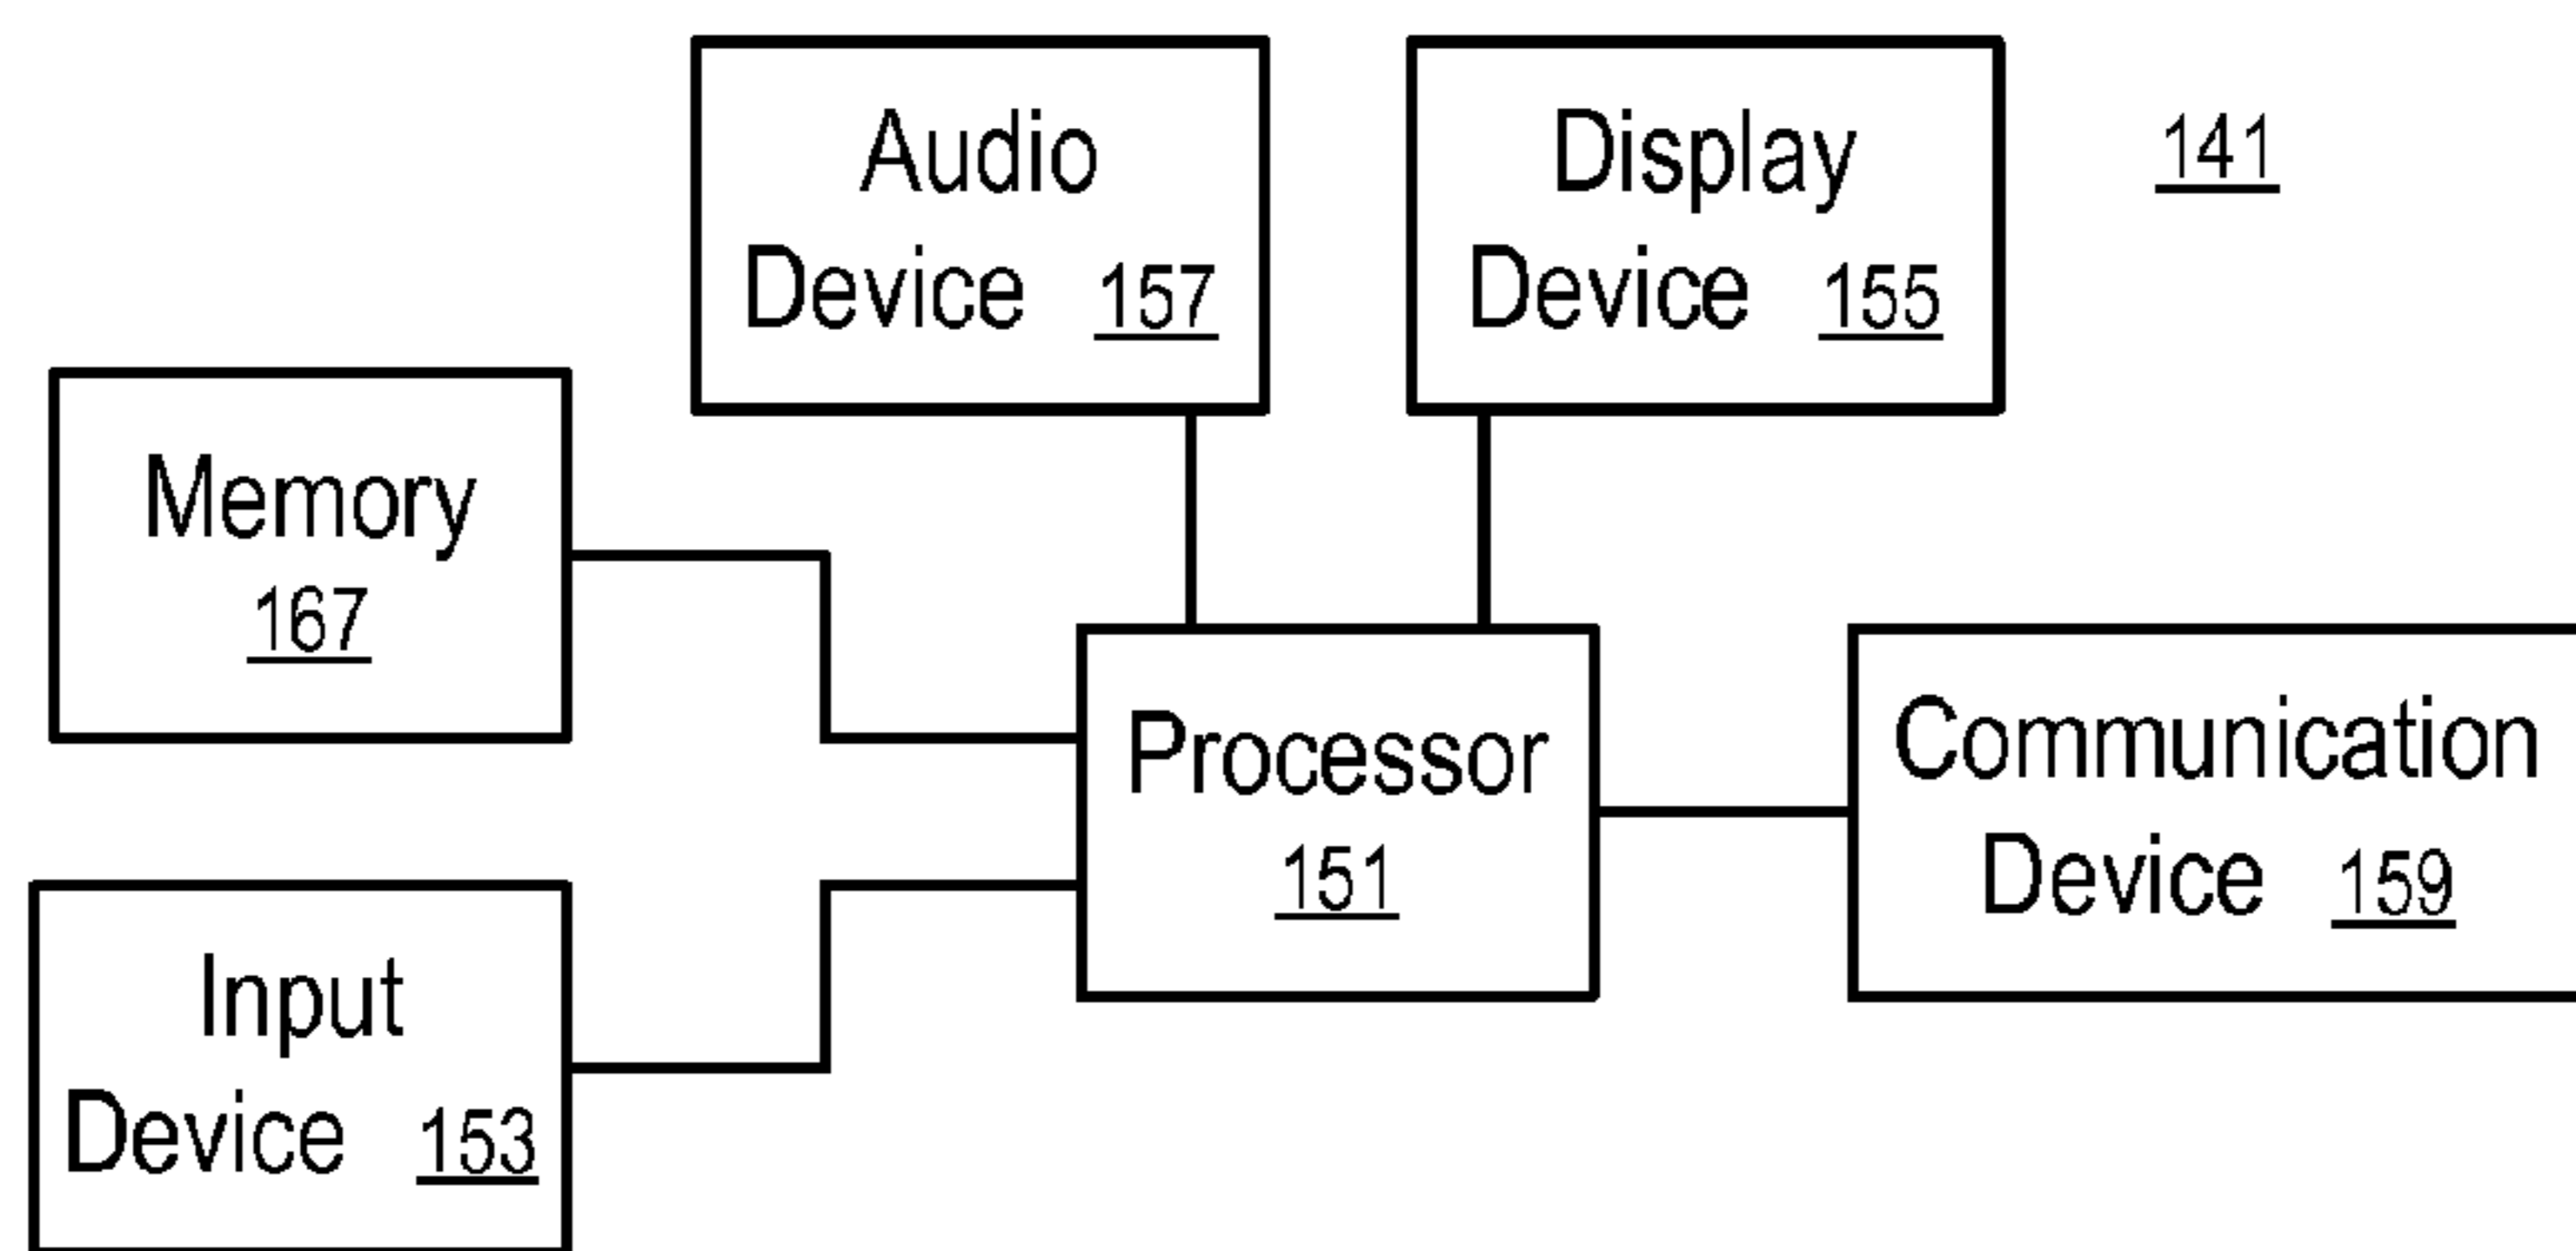 Audio
Device 157
Display
Device 155
141
Memory
167
Processor
151
Communication
Device 159
Input
Device 153